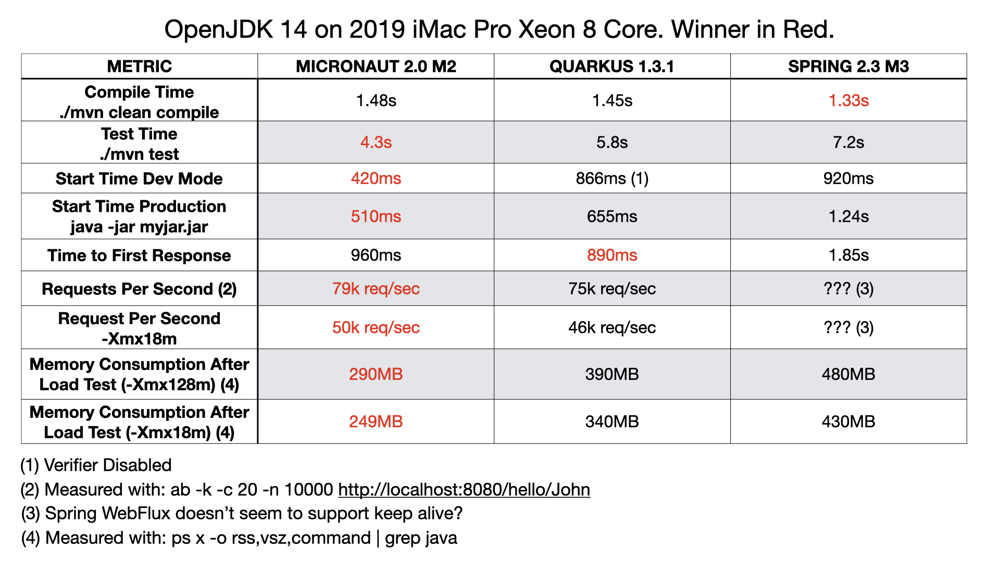 OpenJDK 14 on 2019 iMac Pro Xeon 8 Core. Winner in Red.
METRIC MICRONAUT 2.0 M2 QUARKUS 1.3.1 SPRING 2.3 M3
Compile Time
./mvn clean compile
1.48s 1.45s 1.33s
Test Time
./mvn test
4.3s 5.8s 7.2s
Start Time Dev Mode 420ms 866ms (1) 920ms
Start Time Production
java -jar myjar.jar
510ms 655ms 1.24s
Time to First Response 960ms 890ms 1.85s
Requests Per Second (2) 79k req/sec 75k req/sec ??? (3)
Request Per Second
-Xmx18m
50k req/sec 46k req/sec ??? (3)
Memory Consumption After
Load Test (-Xmx128m) (4)
290MB 390MB 480MB
Memory Consumption After
Load Test (-Xmx18m) (4)
249MB 340MB 430MB
(1) Verifier Disabled
(2) Measured with: ab -k -c 20 -n 10000 http://localhost:8080/hello/John
(3) Spring WebFlux doesn’t seem to support keep alive?
(4) Measured with: ps x -o rss,vsz,command | grep java